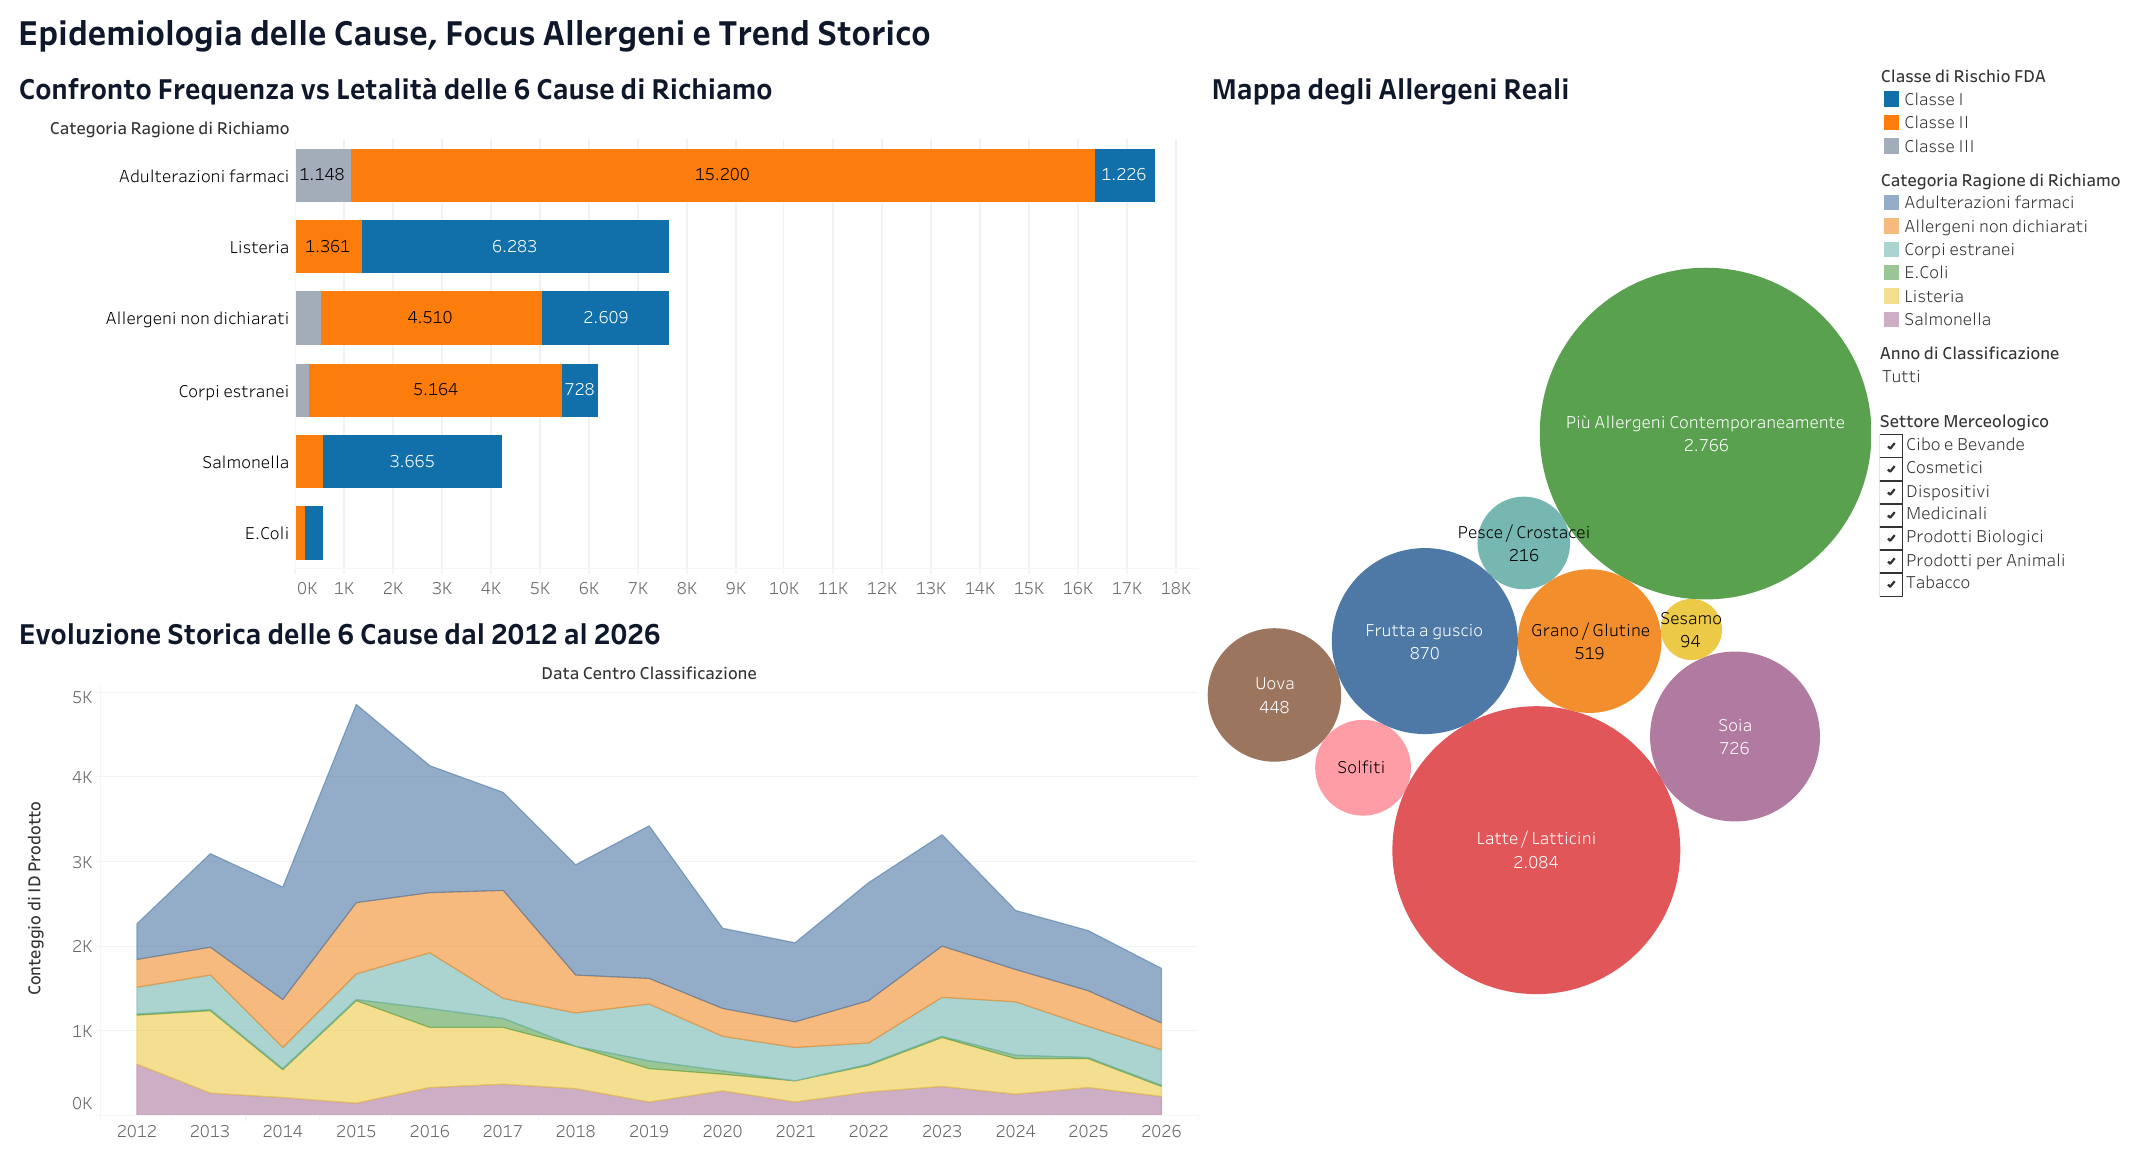 Epidemiologia delle Cause, Focus Allergeni e Trend Storico
Confronto Frequenza vs Letalità delle 6 Cause di Richiamo
Categoria Ragione di Richiamo
Adulterazioni farmaci
1.148
15.200
1.226
Listeria
1.361
6.283
Allergeni non dichiarati
4.510
2.609
Corpi estranei
5.164
728
Salmonella
3.665
E.Coli
0K 1K 2K 3K 4K 5K 6K 7K 8K 9K 10K 11K 12K 13K 14K 15K 16K 17K 18K
Evoluzione Storica delle 6 Cause dal 2012 al 2026
Data Centro Classificazione
Conteggio di ID Prodotto
5K
4K
3K
2K
1K
0K
2012 2013 2014 2015 2016 2017 2018 2019 2020 2021 2022 2023 2024 2025 2026
Mappa degli Allergeni Reali
Più Allergeni Contemporaneamente
2.766
Pesce / Crostacei
216
Frutta a guscio
870
Grano / Glutine
519
Sesamo
94
Uova
448
Soia
726
Solfiti
Latte / Latticini
2.084
Classe di Rischio FDA
Classe I
Classe II
Classe III
Categoria Ragione di Richiamo
Adulterazioni farmaci
Allergeni non dichiarati
Corpi estranei
E.Coli
Listeria
Salmonella
Anno di Classificazione
Tutti
Settore Merceologico
Cibo e Bevande
Cosmetici
Dispositivi
Medicinali
Prodotti Biologici
Prodotti per Animali
Tabacco